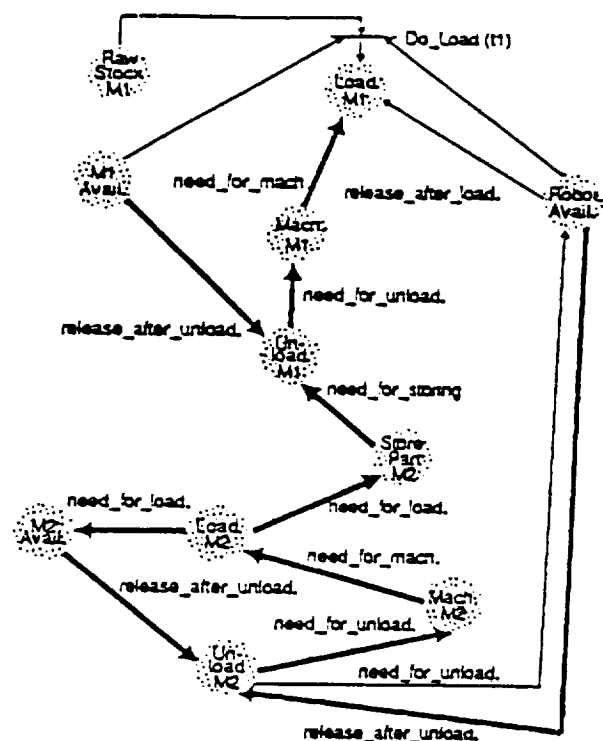 Do_Load (t1)
Raw
Stock
M1
Load
M1
need_for_mach.
release_after_load.
M1
Avail.
Robot
Avail.
Mach.
M1
need_for_unload.
release_after_unload.
Un-
load
M1
need_for_storing
Store
Part
M2
need_for_load.
need_for_load.
M2
Avail.
Load
M2
need_for_mach.
release_after_unload.
Mach.
M2
need_for_unload.
Un-
load
M2
need_for_unload.
release_after_unload.